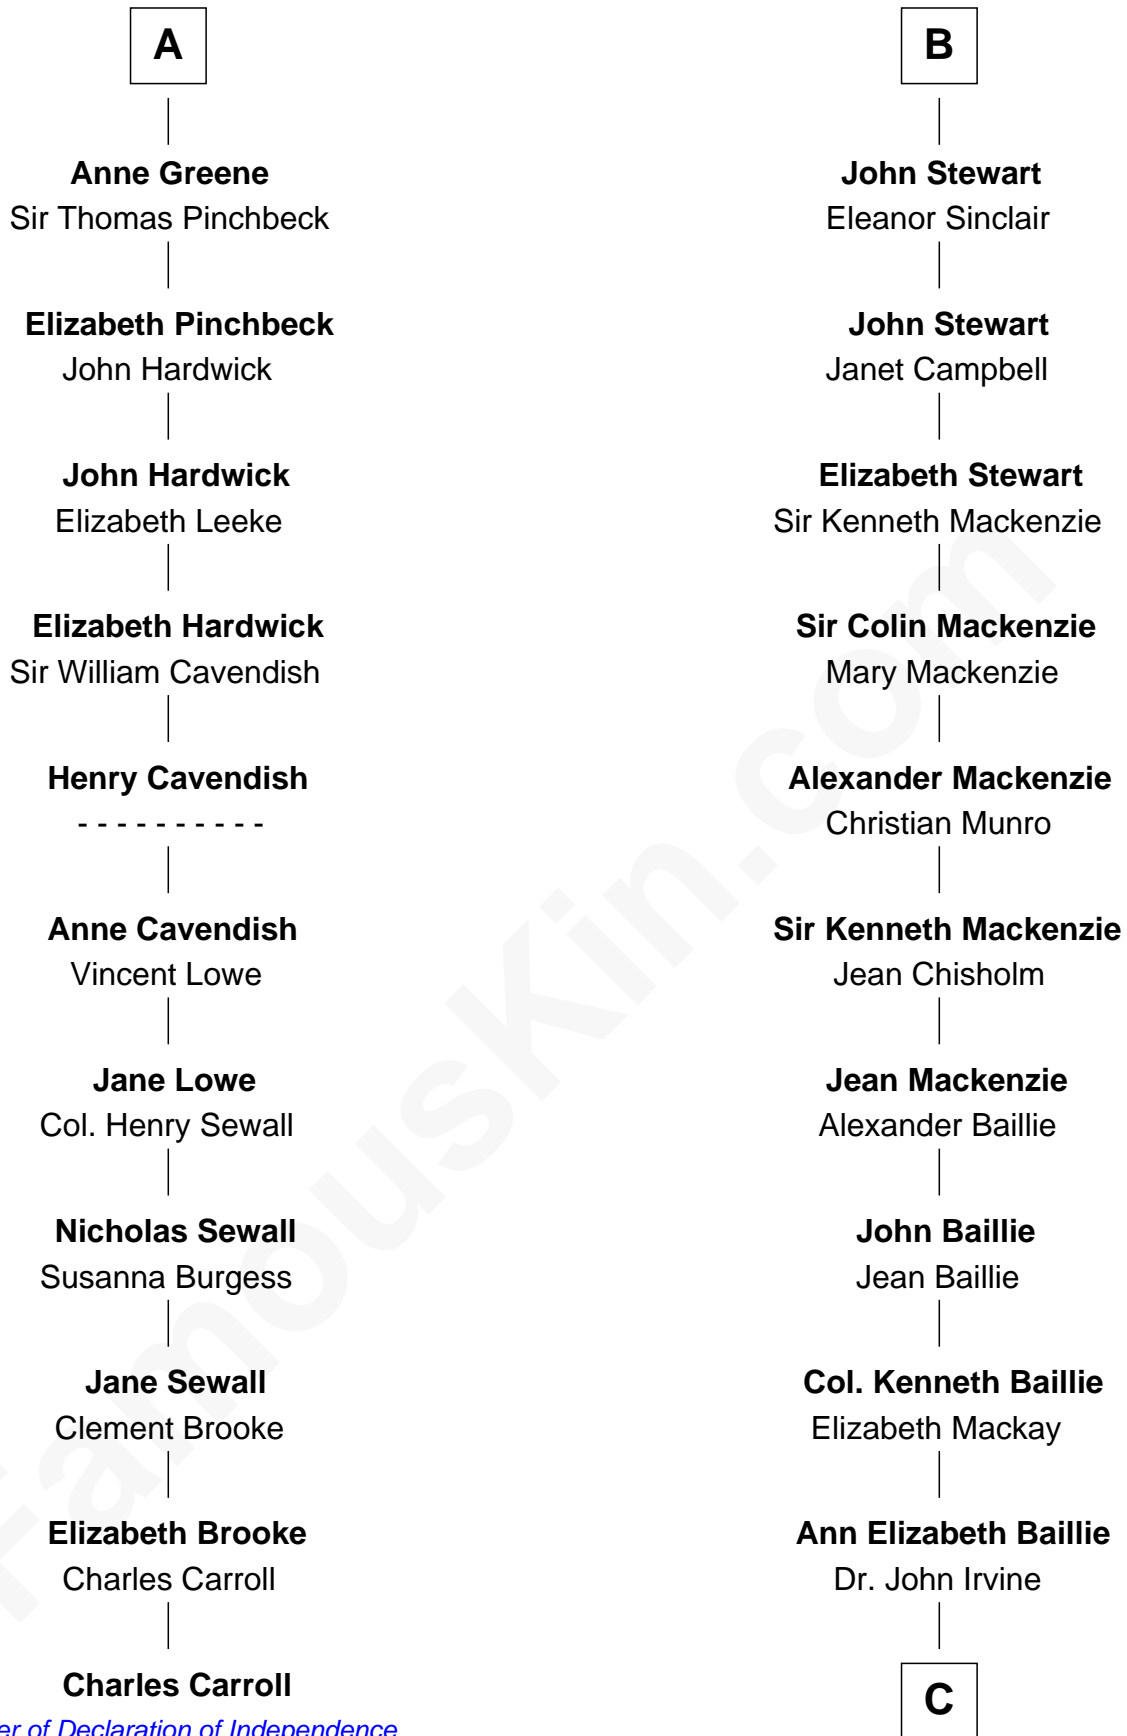 A
Anne Greene
Sir Thomas Pinchbeck
Elizabeth Pinchbeck
John Hardwick
John Hardwick
Elizabeth Leeke
Elizabeth Hardwick
Sir William Cavendish
Henry Cavendish
- - - - - - - - - -
Anne Cavendish
Vincent Lowe
Jane Lowe
Col. Henry Sewall
Nicholas Sewall
Susanna Burgess
Jane Sewall
Clement Brooke
Elizabeth Brooke
Charles Carroll
Charles Carroll
of Declaration of Independence
B
John Stewart
Eleanor Sinclair
John Stewart
Janet Campbell
Elizabeth Stewart
Sir Kenneth Mackenzie
Sir Colin Mackenzie
Mary Mackenzie
Alexander Mackenzie
Christian Munro
Sir Kenneth Mackenzie
Jean Chisholm
Jean Mackenzie
Alexander Baillie
John Baillie
Jean Baillie
Col. Kenneth Baillie
Elizabeth Mackay
Ann Elizabeth Baillie
Dr. John Irvine
C
FamousKin.com